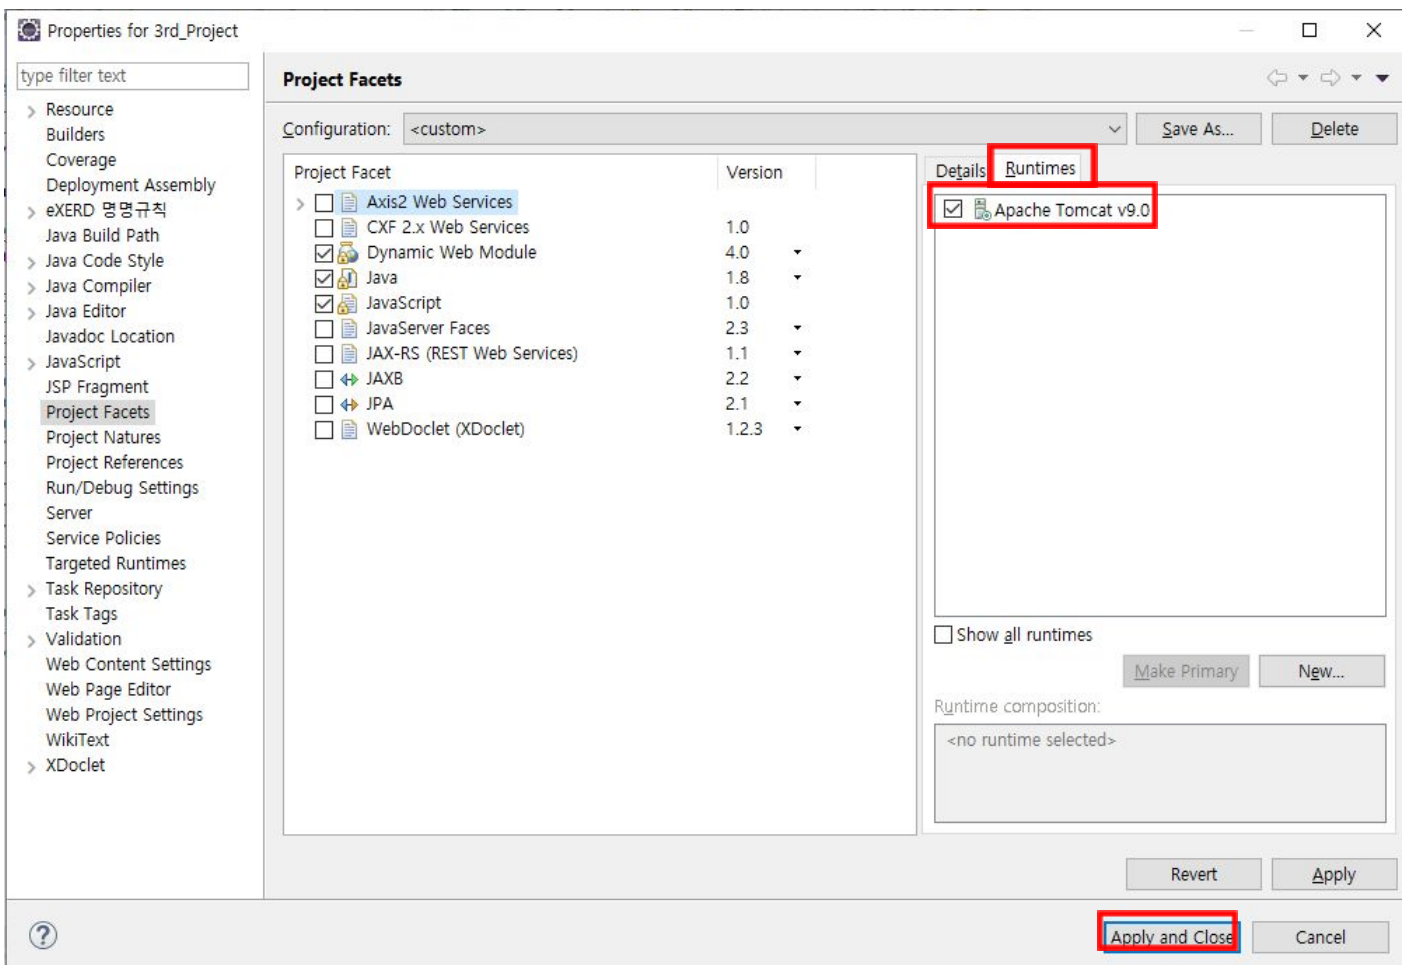 Properties for 3rd_Project
type filter text
Resource
Builders
Coverage
Deployment Assembly
eXERD 명명규칙
Java Build Path
Java Code Style
Java Compiler
Java Editor
Javadoc Location
JavaScript
JSP Fragment
Project Facets
Project Natures
Project References
Run/Debug Settings
Server
Service Policies
Targeted Runtimes
Task Repository
Task Tags
Validation
Web Content Settings
Web Page Editor
Web Project Settings
WikiText
XDoclet
Project Facets
Configuration: <custom> Save As... Delete
Project Facet Version
Axis2 Web Services
CXF 2.x Web Services 1.0
Dynamic Web Module 4.0
Java 1.8
JavaScript 1.0
JavaServer Faces 2.3
JAX-RS (REST Web Services) 1.1
JAXB 2.2
JPA 2.1
WebDoclet (XDoclet) 1.2.3
Details Runtimes
Apache Tomcat v9.0
Show all runtimes
Make Primary New...
Runtime composition:
<no runtime selected>
Revert Apply
Apply and Close Cancel